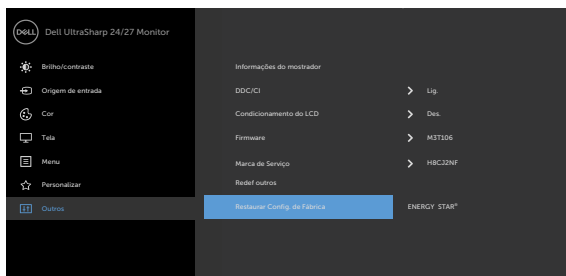 DELL Dell UltraSharp 24/27 Monitor
Brilho/contraste
Origem de entrada
Cor
Tela
Menu
Personalizar
Outros
Informações do mostrador
DDC/CI > Lig.
Condicionamento do LCD > Des.
Firmware > M3T106
Marca de Serviço > H8CJ2NF
Redef outros
Restaurar Config. de Fábrica ENERGY STAR®